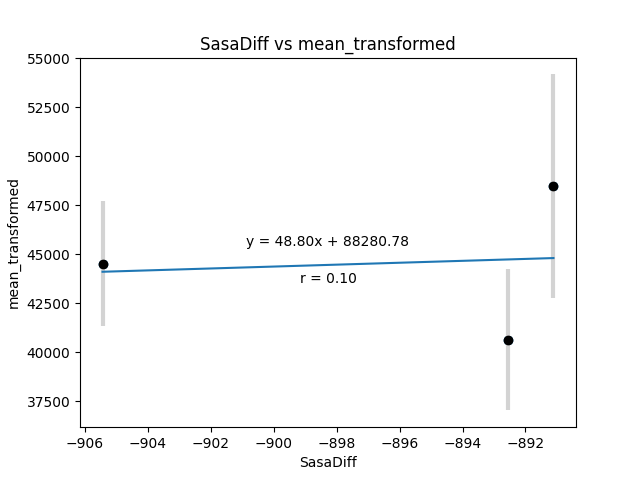 SasaDiff vs mean_transformed
55000
52500
50000
47500
45000
42500
40000
37500
mean_transformed
y = 48.80x + 88280.78
r = 0.10
−906 −904 −902 −900 −898 −896 −894 −892
SasaDiff